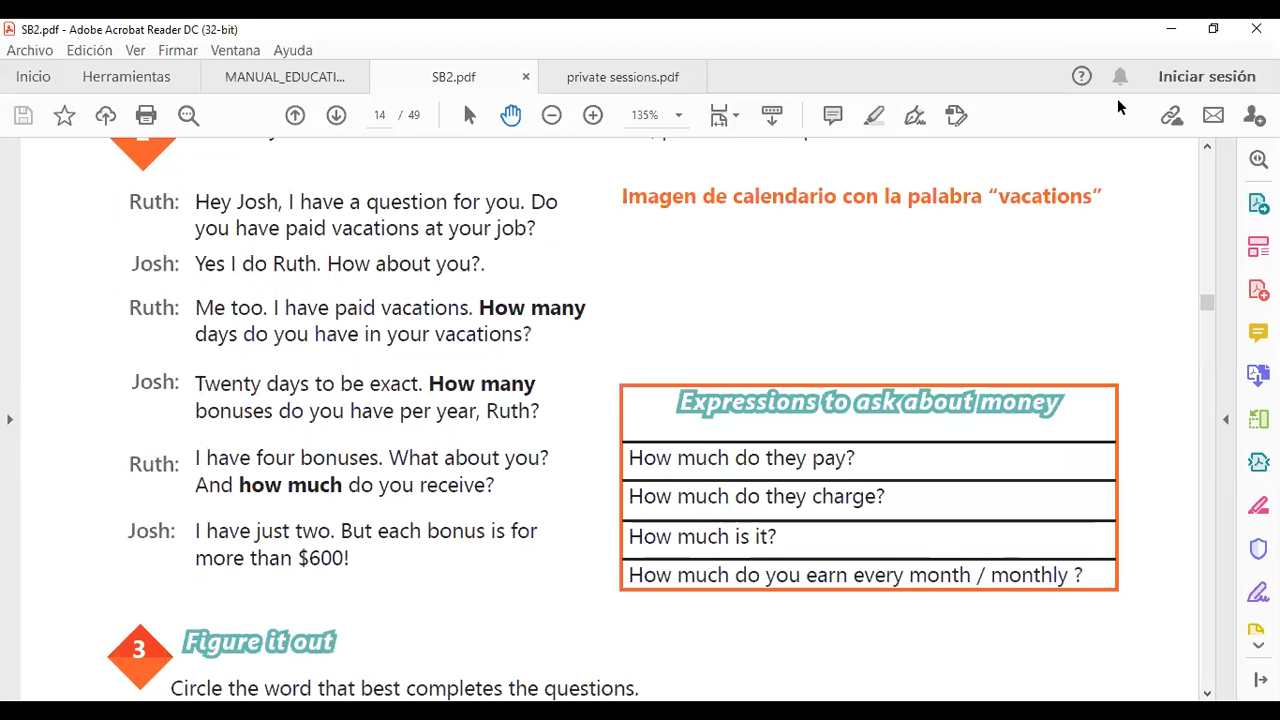 SB2.pdf - Adobe Acrobat Reader DC (32-bit)
Archivo Edición Ver Firmar Ventana Ayuda
Inicio Herramientas MANUAL_EDUCATI... SB2.pdf × private sessions.pdf Iniciar sesión
14 / 49 135%
Ruth: Hey Josh, I have a question for you. Do
you have paid vacations at your job?
Josh: Yes I do Ruth. How about you?.
Ruth: Me too. I have paid vacations. How many
days do you have in your vacations?
Josh: Twenty days to be exact. How many
bonuses do you have per year, Ruth?
Ruth: I have four bonuses. What about you?
And how much do you receive?
Josh: I have just two. But each bonus is for
more than $600!
Imagen de calendario con la palabra “vacations”
Expressions to ask about money
How much do they pay?
How much do they charge?
How much is it?
How much do you earn every month / monthly ?
3 Figure it out
Circle the word that best completes the questions.